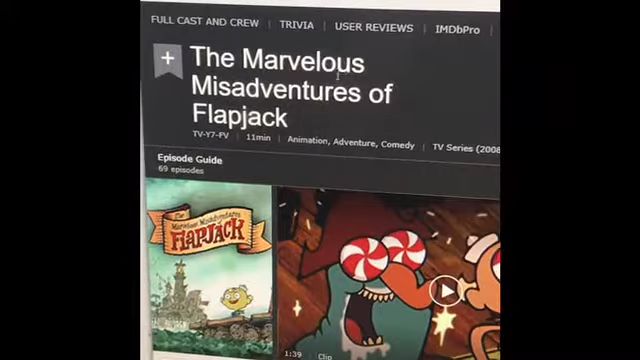 FULL CAST AND CREW | TRIVIA | USER REVIEWS | IMDbPro |
+ The Marvelous
Misadventures of
Flapjack
TV-Y7-FV | 11min | Animation, Adventure, Comedy | TV Series (2008
Episode Guide
69 episodes
The
Marvelous Misadventures
of
FLAPJACK
1:39 Clip